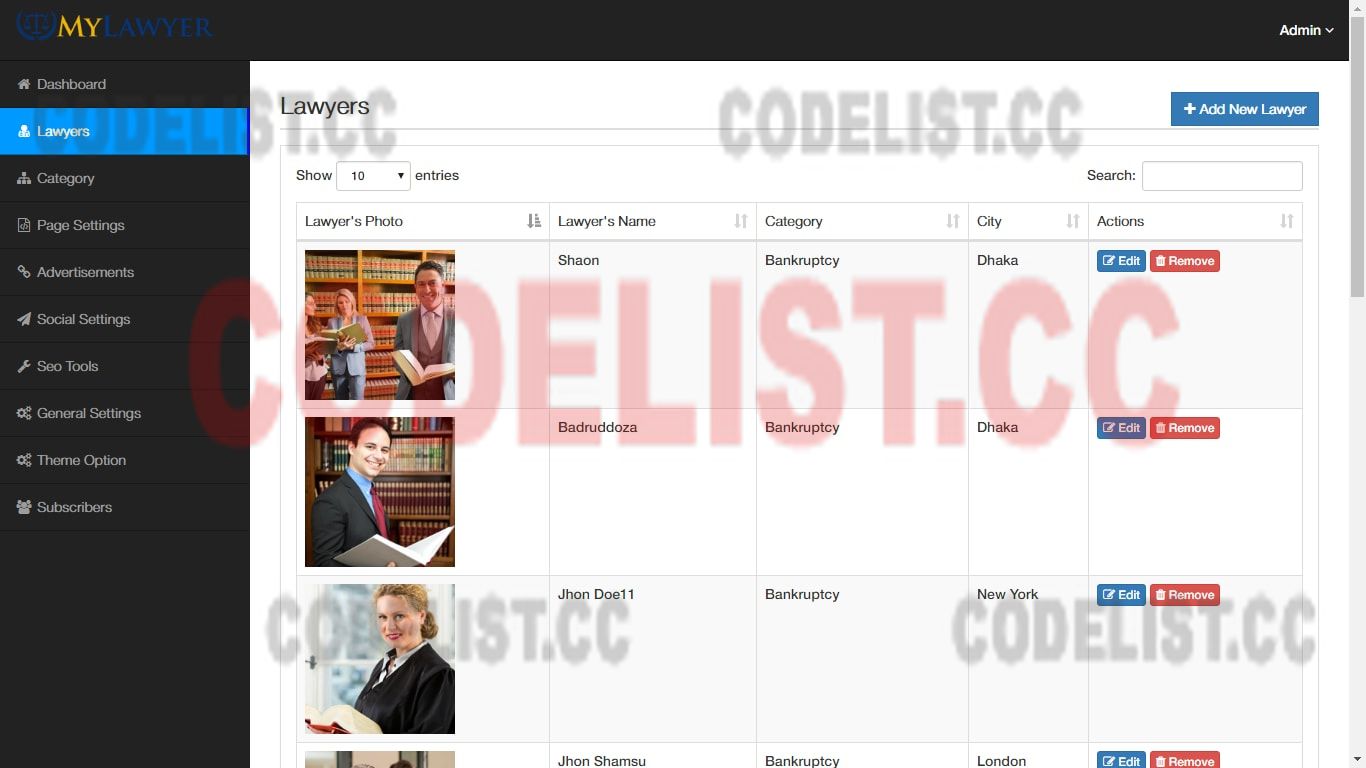 MYLAWYER
Admin
Dashboard
Lawyers
Category
Page Settings
Advertisements
Social Settings
Seo Tools
General Settings
Theme Option
Subscribers
Lawyers
Add New Lawyer
Show 10 entries
Search:
Lawyer's Photo Lawyer's Name Category City Actions
Shaon Bankruptcy Dhaka Edit Remove
Badruddoza Bankruptcy Dhaka Edit Remove
Jhon Doe11 Bankruptcy New York Edit Remove
Jhon Shamsu Bankruptcy London Edit Remove
CODELIST.CC
CODELIST.CC
CODELIST.CC
CODELIST.CC
CODELIST.CC